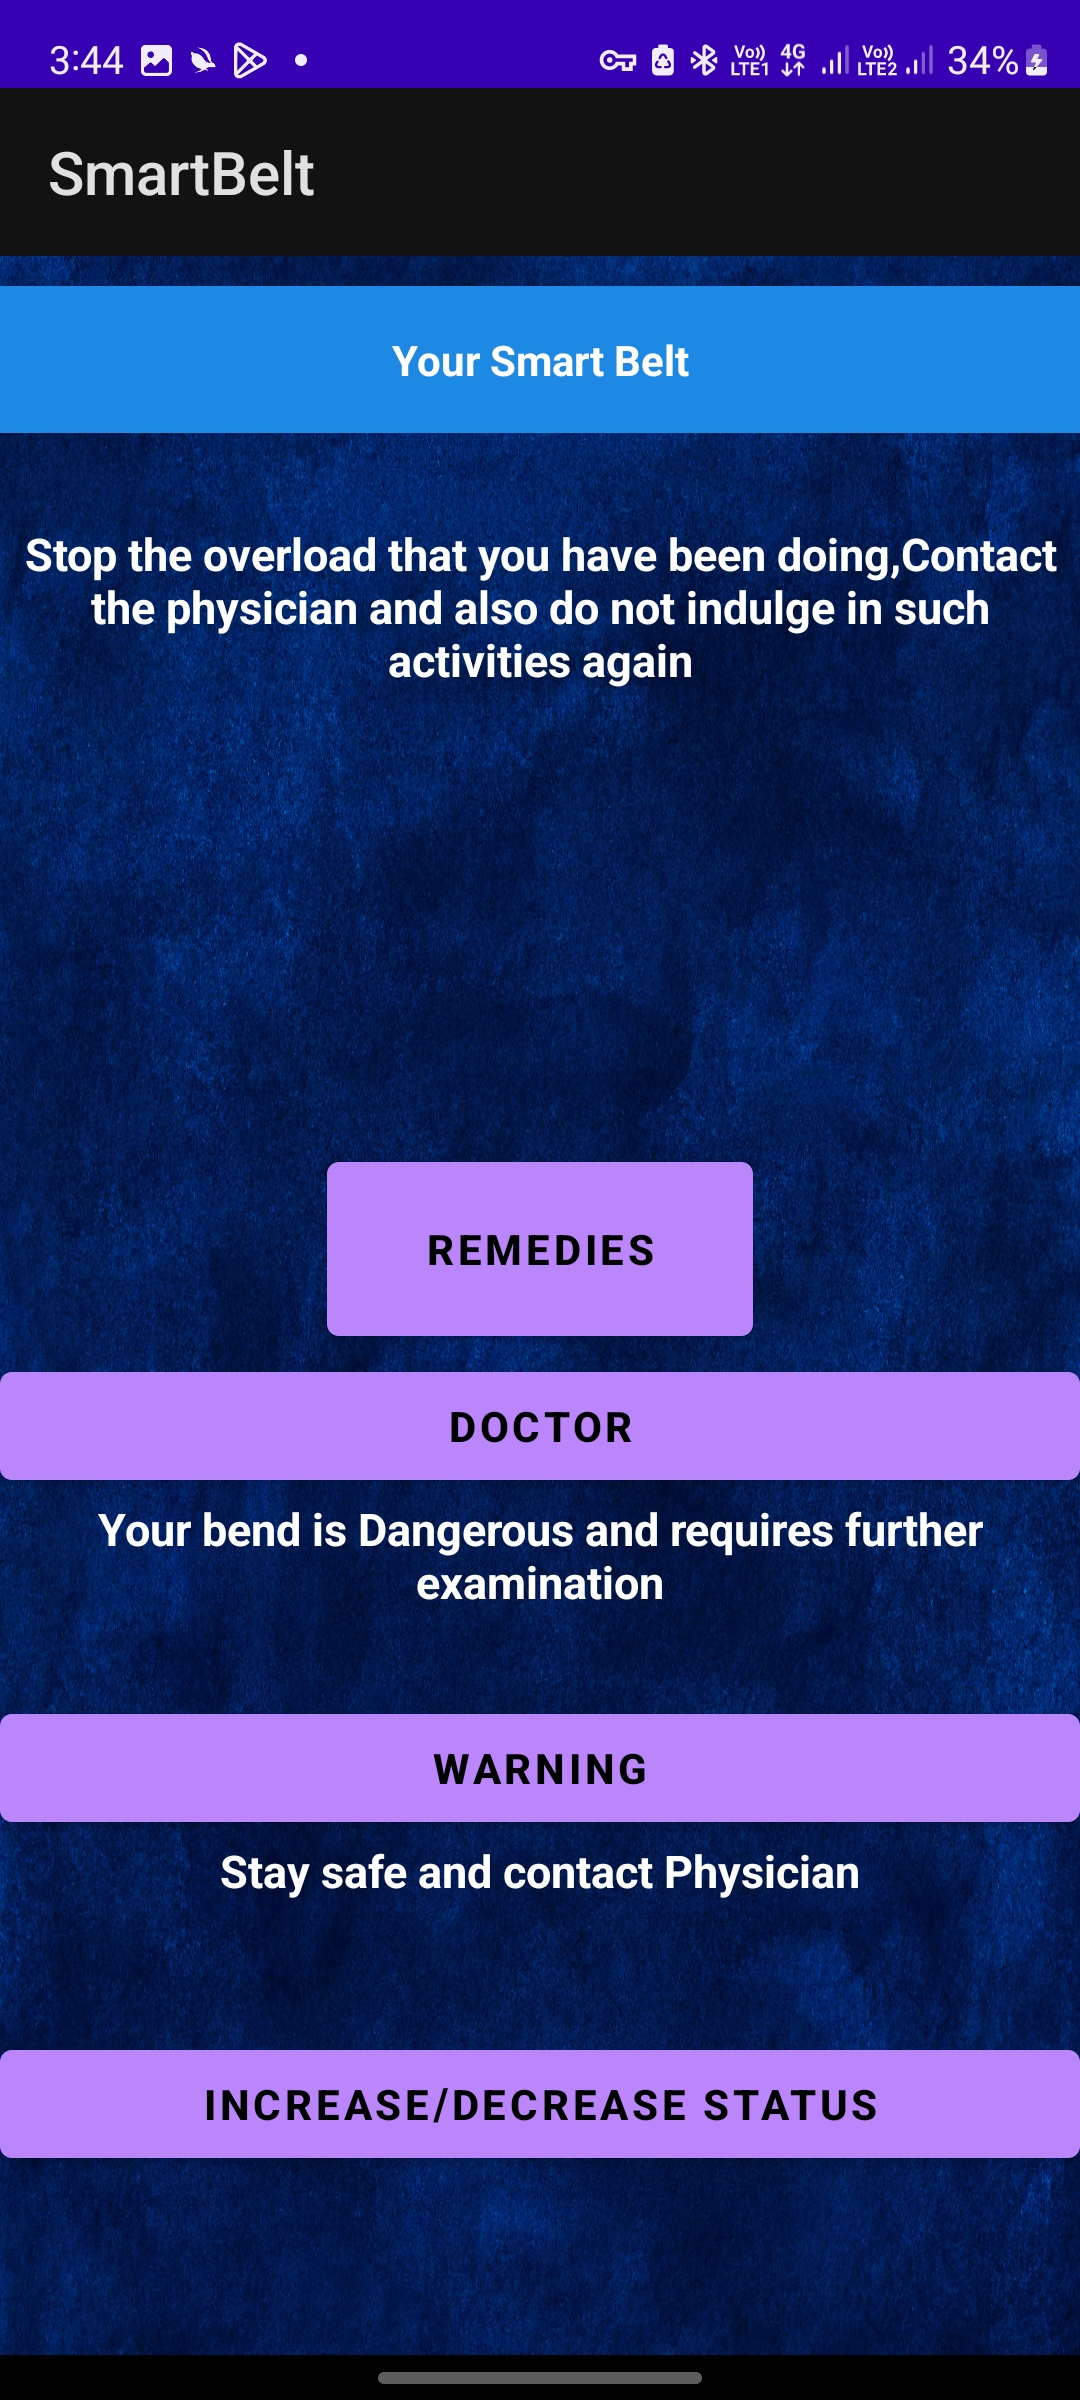 3:44
Vo)) LTE1 4G Vo)) LTE2 34%
SmartBelt
Your Smart Belt
Stop the overload that you have been doing,Contact
the physician and also do not indulge in such
activities again
REMEDIES
DOCTOR
Your bend is Dangerous and requires further
examination
WARNING
Stay safe and contact Physician
INCREASE/DECREASE STATUS